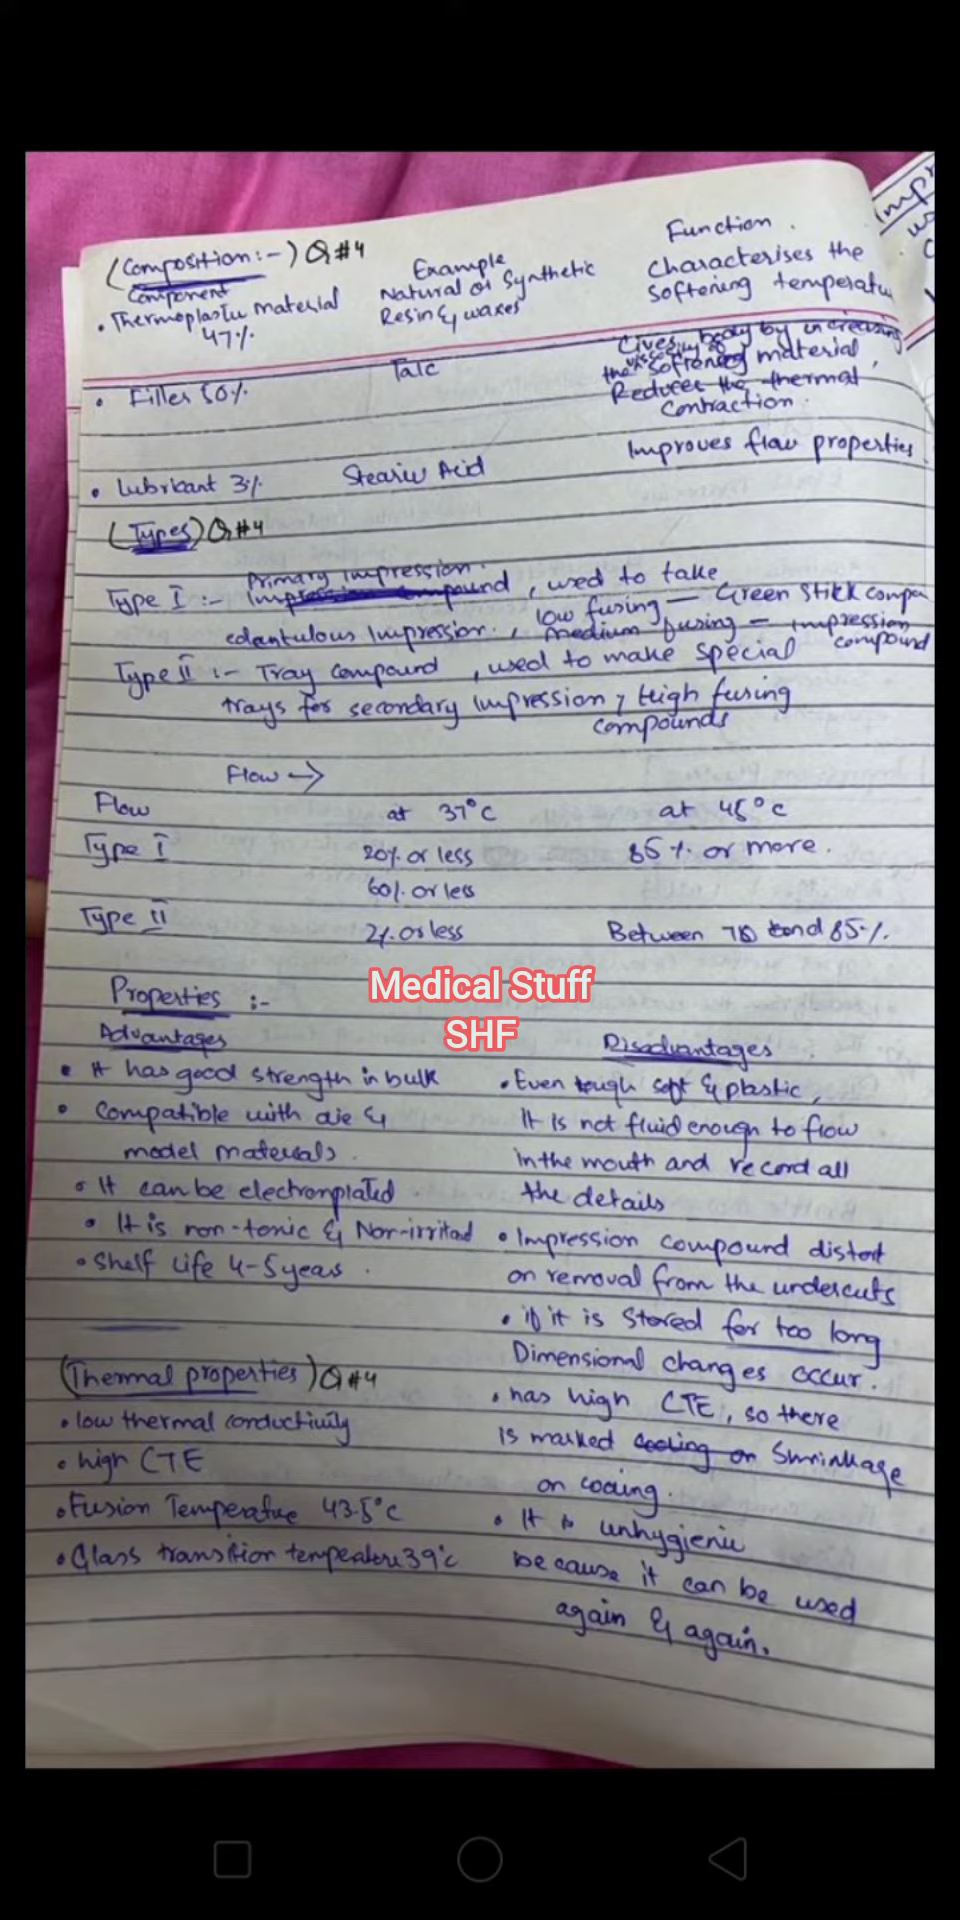 (Composition:-) Q#4
Component Example Function.
• Thermoplastic material Natural or Synthetic Characterises the
47% Resin & waxes softening temperatu
• Filler 50% Talc Gives body by increasing
the viscosity of softening material,
Reduces the thermal
contraction.
• Lubricant 3% Stearic Acid Improves flow properties.
(Types) Q#4
Primary impression.
Type I :- Impression compound, used to take
edentulous Impression., low fusing — Green stick compou
medium fusing — impression
compound
Type II :- Tray compound, used to make special
trays for secondary impression, High fusing
compounds
Flow →
Flow at 37°C at 45°C
Type I 20% or less 85% or more.
60% or less
Type II 2% or less Between 70 and 85%.
Medical Stuff
SHF
Properties :-
Advantages
• It has good strength in bulk
• Compatible with die &
model materials.
• It can be electronplated
• It is non-tonic & Non-irritad
• Shelf life 4-5 years.
Disadvantages
• Even tough soft & plastic,
It is not fluid enough to flow
in the mouth and record all
the details
• Impression compound distort
on removal from the undercuts
• if it is stored for too long
Dimensional changes occur.
• has high CTE, so there
is marked cooling on Shrinkage
on cooing.
• It is unhygienic
because it can be used
again & again.
(Thermal properties) Q#4
• low thermal conductivity
• high CTE
• Fusion Temperature 43.5°C
• Glass transition temperature 39°c